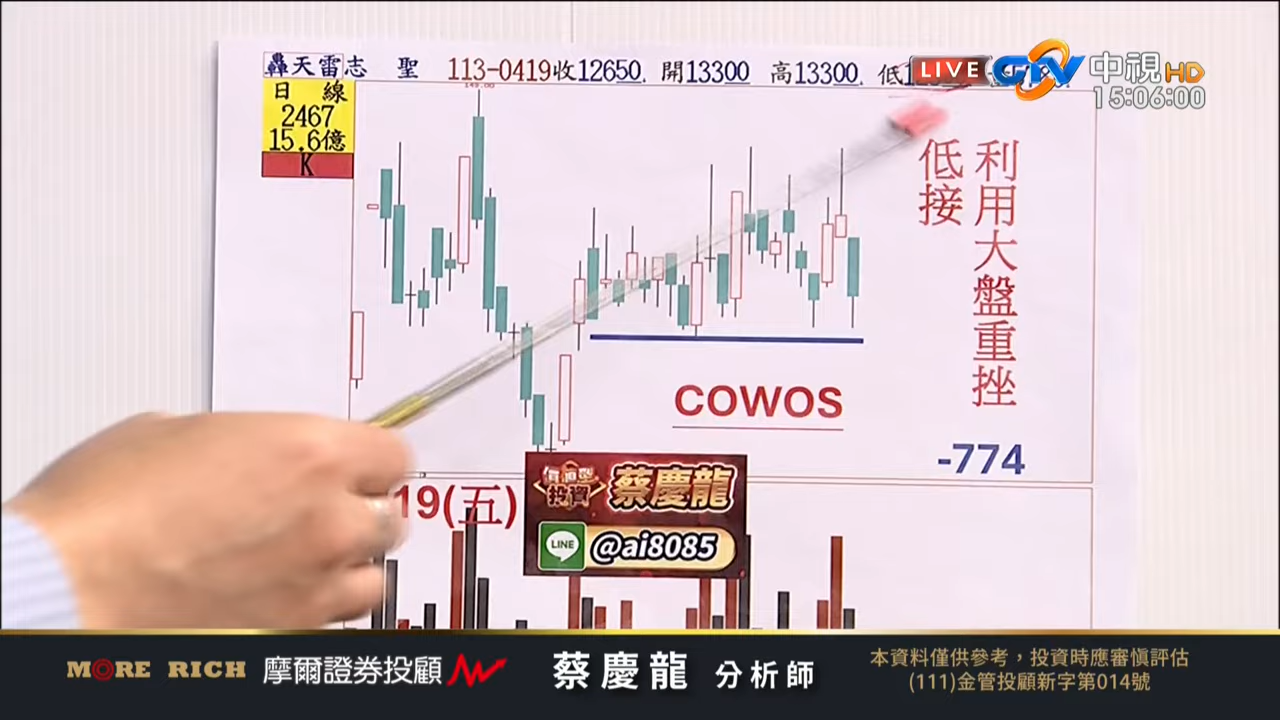 轟天雷志 聖 113-0419收12650. 開13300 高13300. 低
LIVE
CTV 中視HD
15:06:00
日 線
2467
15.6億
K
利用大盤重挫
低接
COWOS
-774
19(五)
投資
蔡慶龍
LINE
@ai8085
MORE RICH 摩爾證券投顧
蔡慶龍 分析師
本資料僅供參考，投資時應審慎評估
(111)金管投顧新字第014號